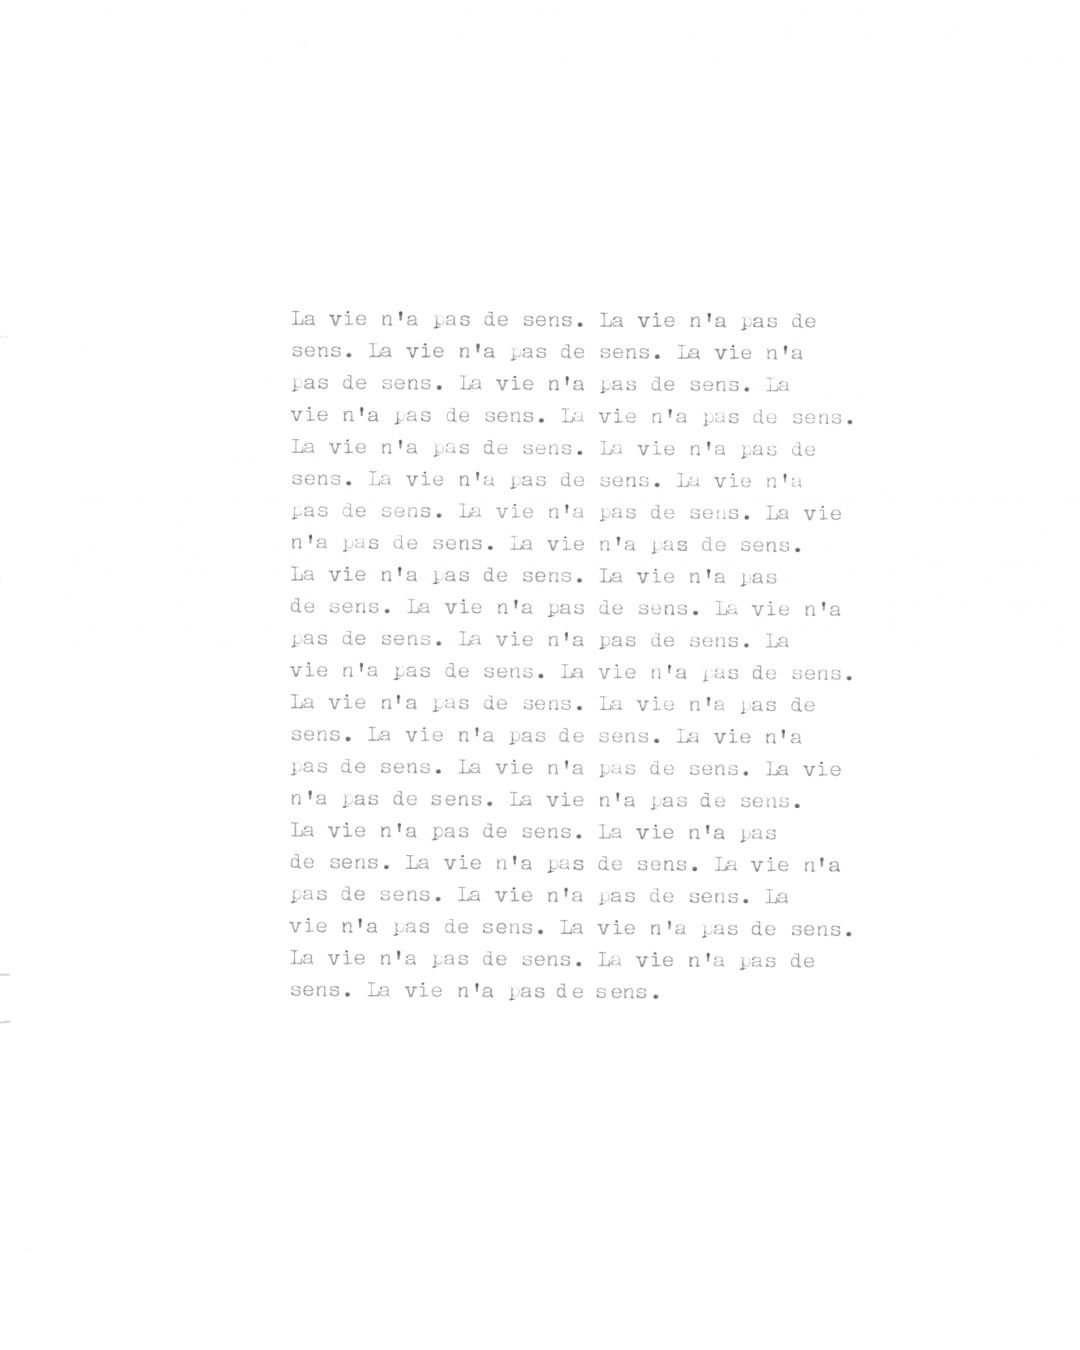 La vie n'a pas de sens. La vie n'a pas de
sens. La vie n'a pas de sens. La vie n'a
pas de sens. La vie n'a pas de sens. La
vie n'a pas de sens. La vie n'a pas de sens.
La vie n'a pas de sens. La vie n'a pas de
sens. La vie n'a pas de sens. La vie n'a
pas de sens. La vie n'a pas de sens. La vie
n'a pas de sens. La vie n'a pas de sens.
La vie n'a pas de sens. La vie n'a pas
de sens. La vie n'a pas de sens. La vie n'a
pas de sens. La vie n'a pas de sens. La
vie n'a pas de sens. La vie n'a pas de sens.
La vie n'a pas de sens. La vie n'a pas de
sens. La vie n'a pas de sens. La vie n'a
pas de sens. La vie n'a pas de sens. La vie
n'a pas de sens. La vie n'a pas de sens.
La vie n'a pas de sens. La vie n'a pas
de sens. La vie n'a pas de sens. La vie n'a
pas de sens. La vie n'a pas de sens. La
vie n'a pas de sens. La vie n'a pas de sens.
La vie n'a pas de sens. La vie n'a pas de
sens. La vie n'a pas de sens.